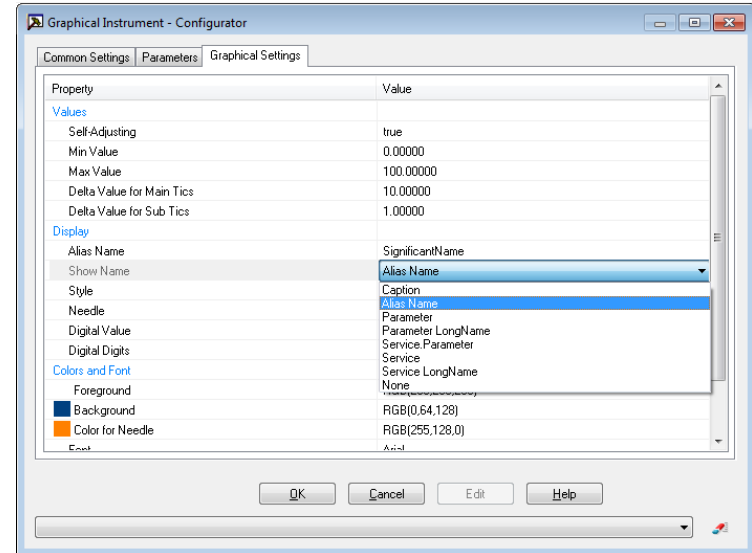 Graphical Instrument - Configurator
Common Settings Parameters Graphical Settings
Property Value
Values
Self-Adjusting true
Min Value 0.00000
Max Value 100.00000
Delta Value for Main Tics 10.00000
Delta Value for Sub Tics 1.00000
Display
Alias Name SignificantName
Show Name Alias Name
Style Caption
Alias Name
Needle Parameter
Parameter LongName
Digital Value Service.Parameter
Digital Digits Service
Service LongName
Colors and Font None
Foreground
Background RGB(0,64,128)
Color for Needle RGB(255,128,0)
Font Arial
OK Cancel Edit Help